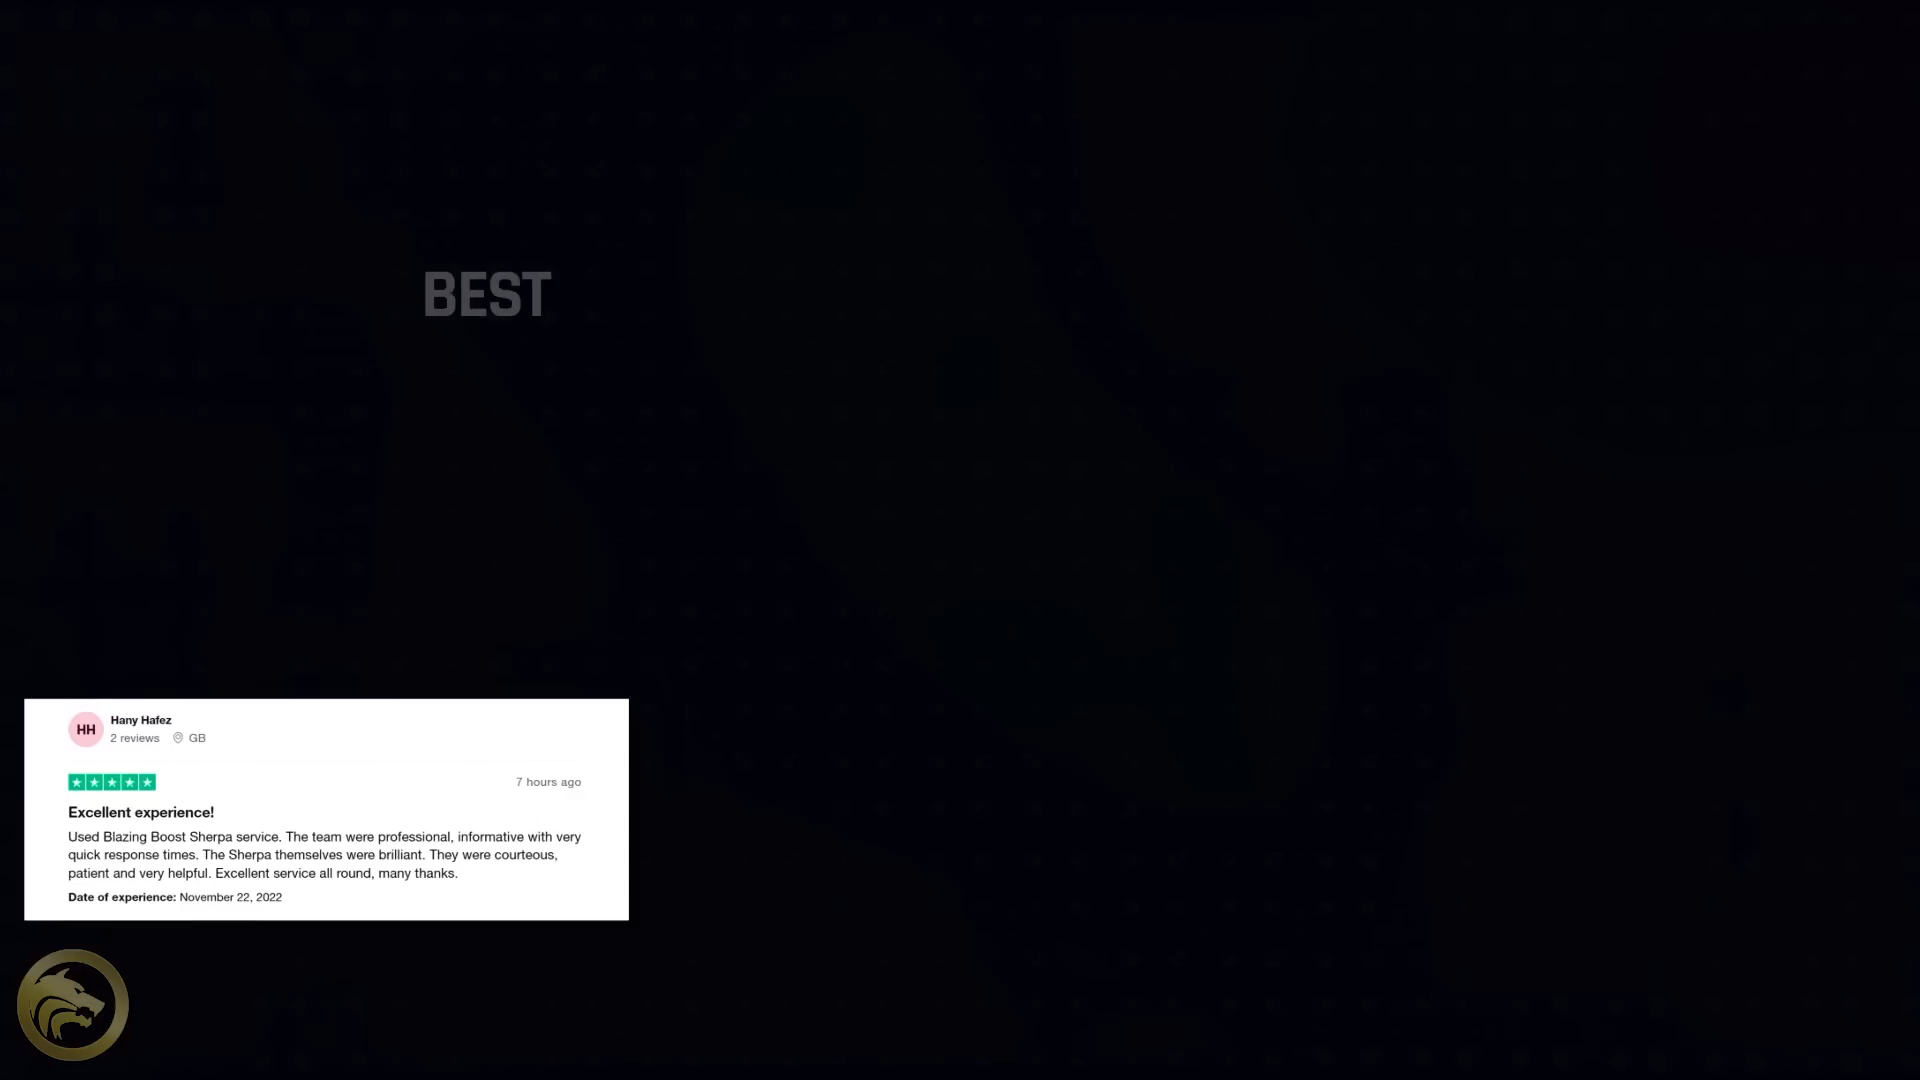 BEST
HH
Hany Hafez
2 reviews GB
7 hours ago
Excellent experience!
Used Blazing Boost Sherpa service. The team were professional, informative with very
quick response times. The Sherpa themselves were brilliant. They were courteous,
patient and very helpful. Excellent service all round, many thanks.
Date of experience: November 22, 2022